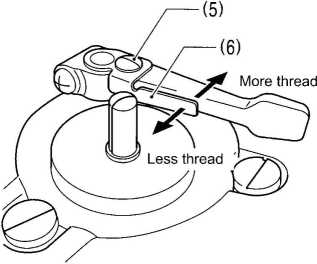 (5)
(6)
More thread
Less thread